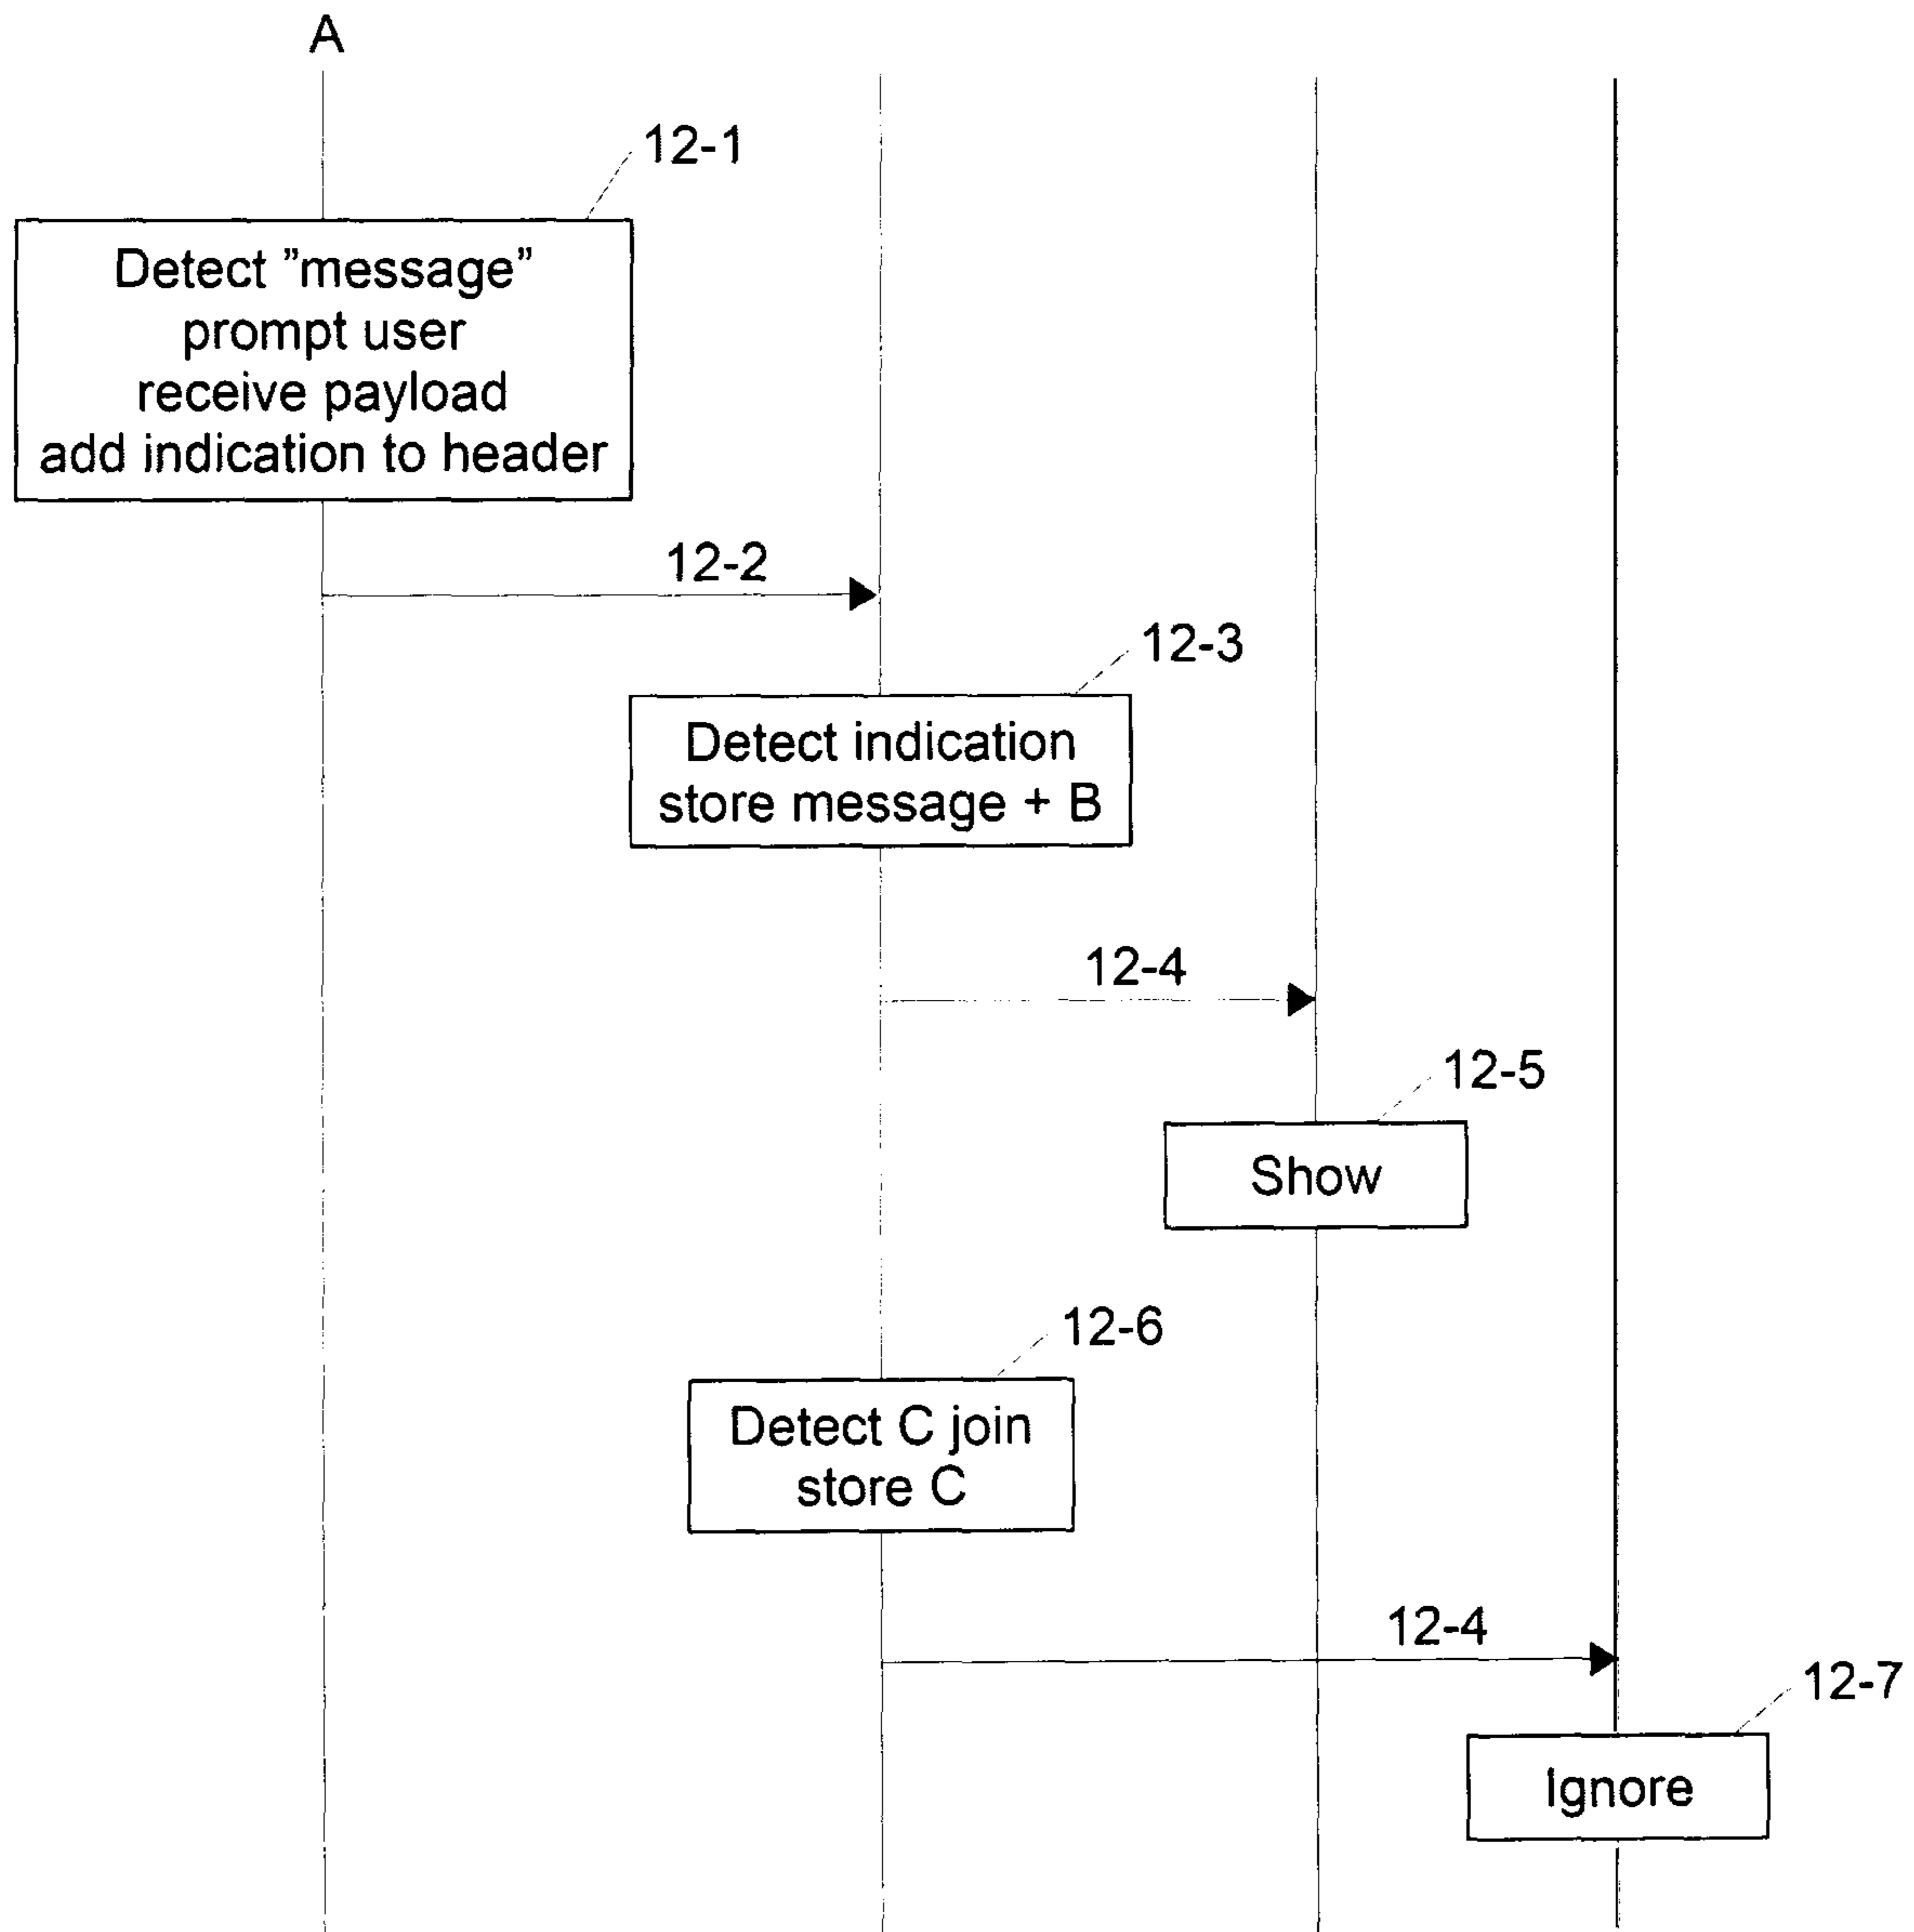 A
12-1
Detect ”message”
prompt user
receive payload
add indication to header
12-2
12-3
Detect indication
store message + B
12-4
12-5
Show
12-6
Detect C join
store C
12-4
12-7
Ignore